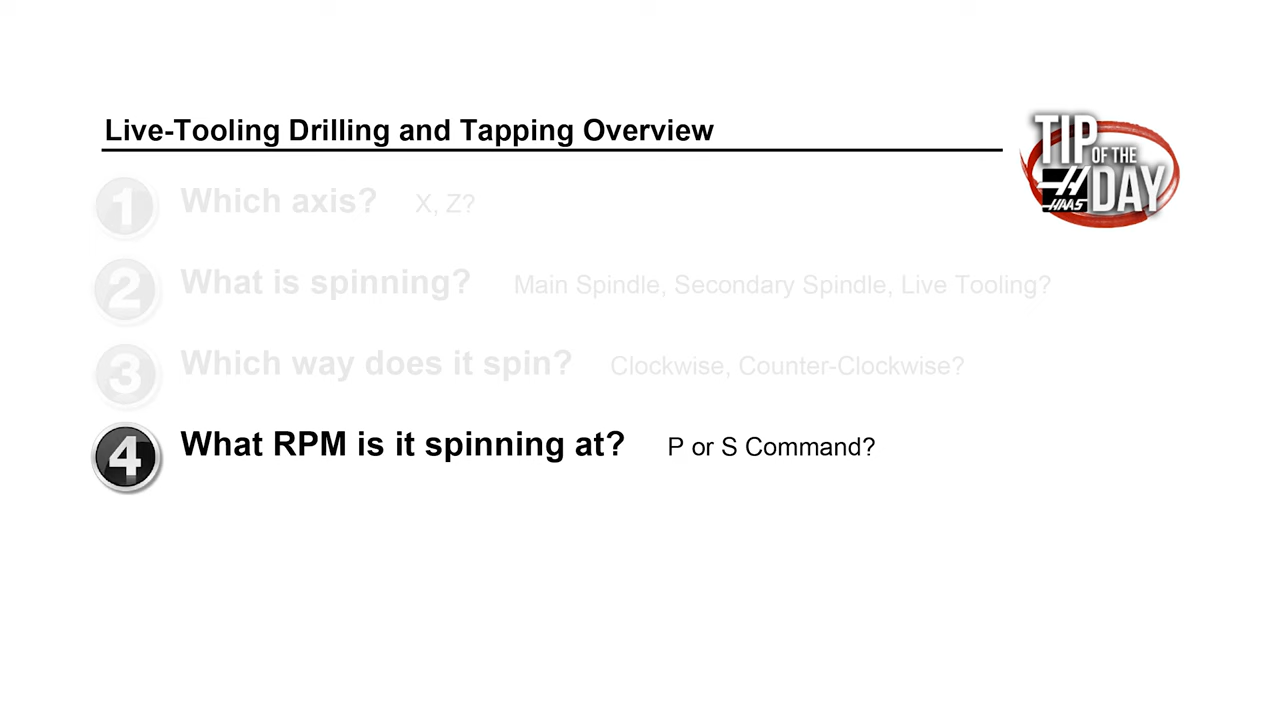 Live-Tooling Drilling and Tapping Overview
TIP
OF THE
HAAS
DAY
1 Which axis? X, Z?
2 What is spinning? Main Spindle, Secondary Spindle, Live Tooling?
3 Which way does it spin? Clockwise, Counter-Clockwise?
4 What RPM is it spinning at? P or S Command?